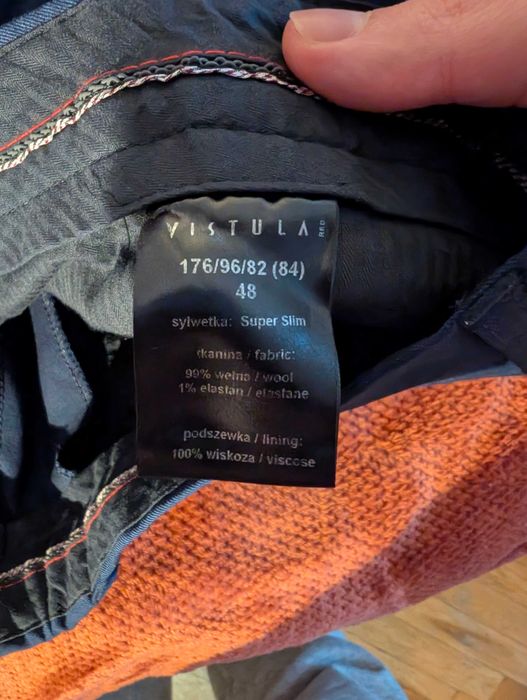 VISTULA RED
176/96/82 (84)
48
sylwetka: Super Slim
tkanina / fabric:
99% wełna / wool
1% elastan / elastane
podszewka / lining:
100% wiskoza / viscose